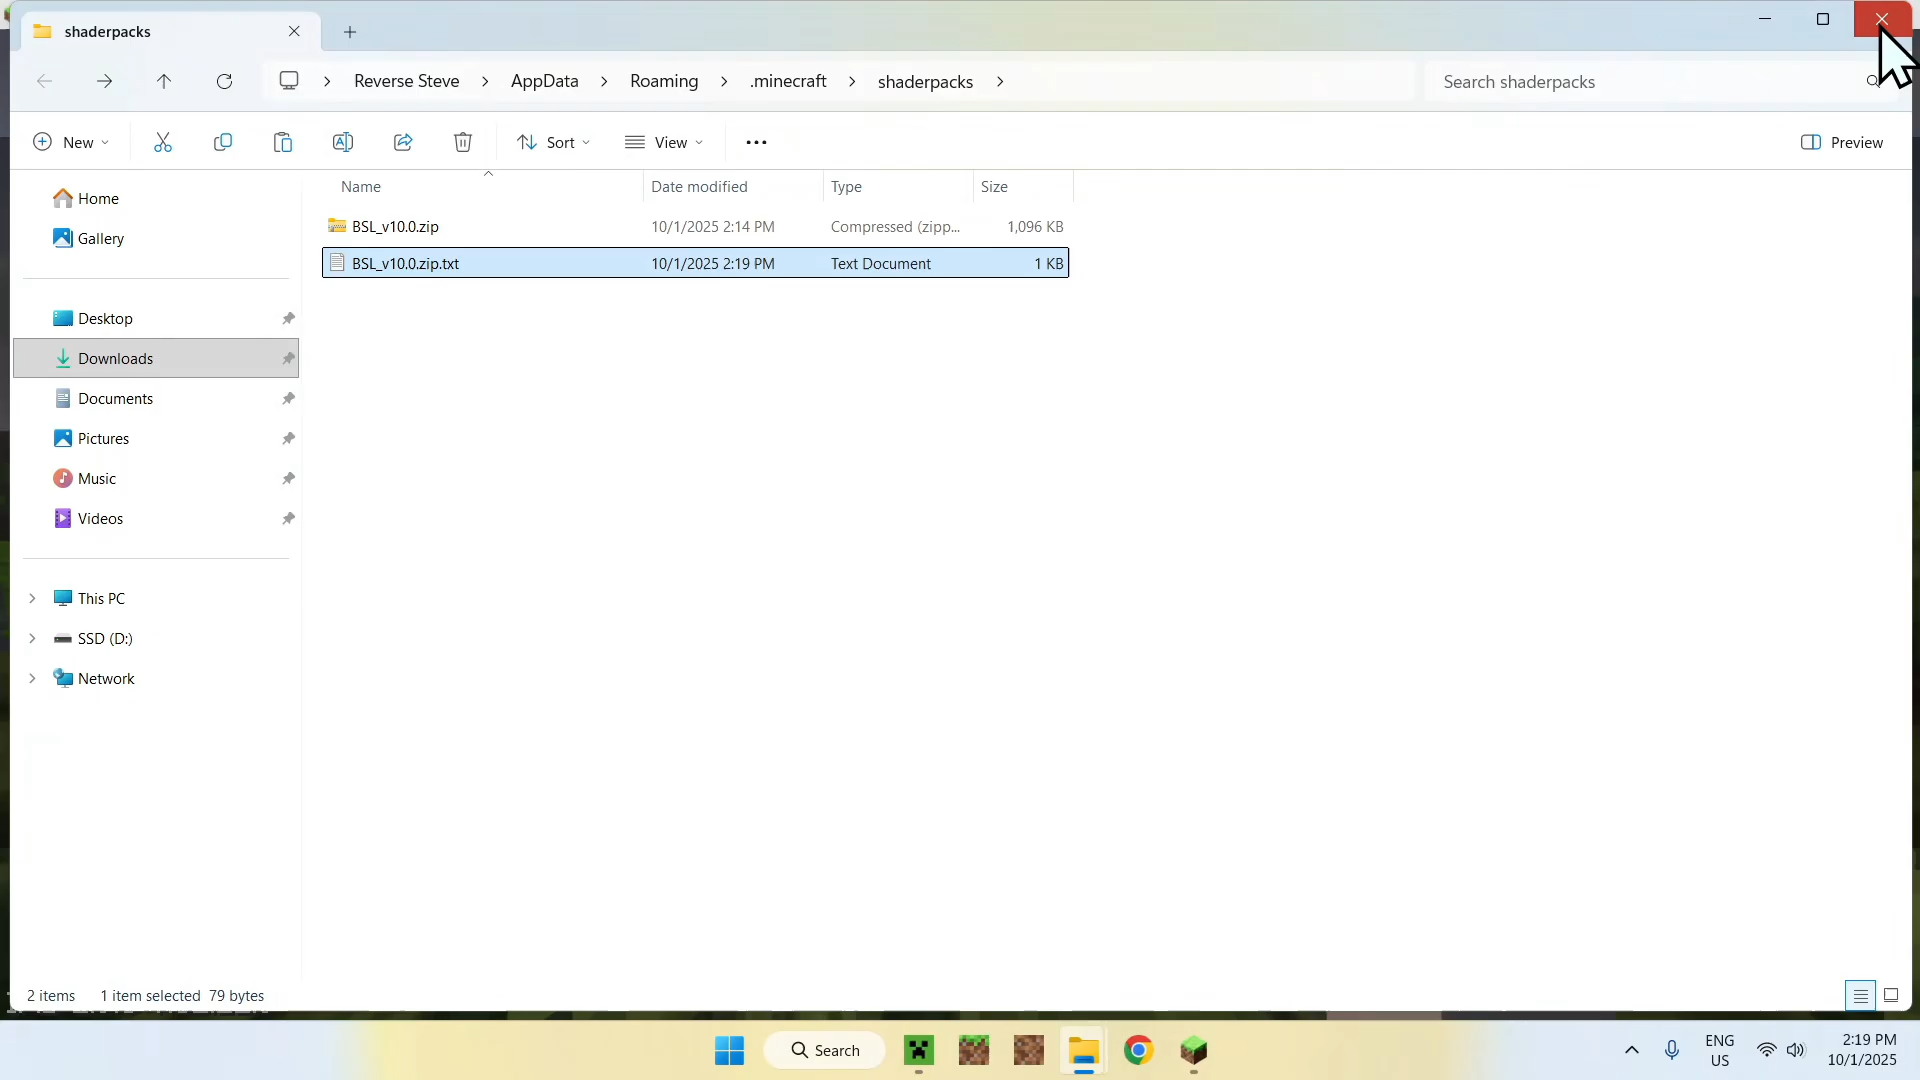 shaderpacks
Reverse Steve
AppData
Roaming
.minecraft
shaderpacks
Search shaderpacks
New
Sort
View
Preview
Name
Date modified
Type
Size
BSL_v10.0.zip
10/1/2025 2:14 PM
Compressed (zipp...
1,096 KB
BSL_v10.0.zip.txt
10/1/2025 2:19 PM
Text Document
1 KB
Home
Gallery
Desktop
Downloads
Documents
Pictures
Music
Videos
This PC
SSD (D:)
Network
2 items
1 item selected 79 bytes
Search
ENG
US
2:19 PM
10/1/2025